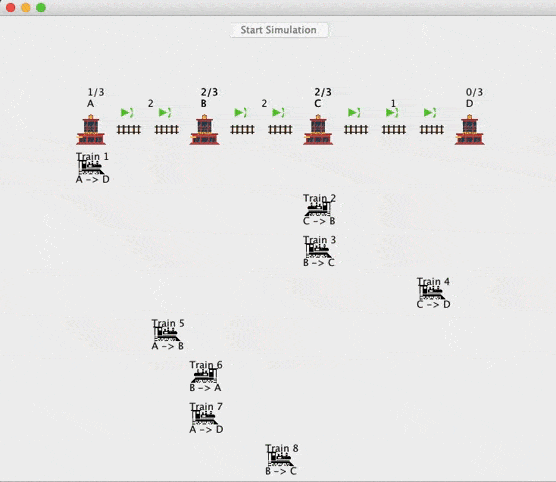 Start Simulation
1/3 2/3 2/3 0/3
A 2 B 2 C 1 D
Train 1
A -> D
Train 2
C -> B
Train 3
B -> C
Train 4
C -> D
Train 5
A -> B
Train 6
B -> A
Train 7
A -> D
Train 8
B -> C